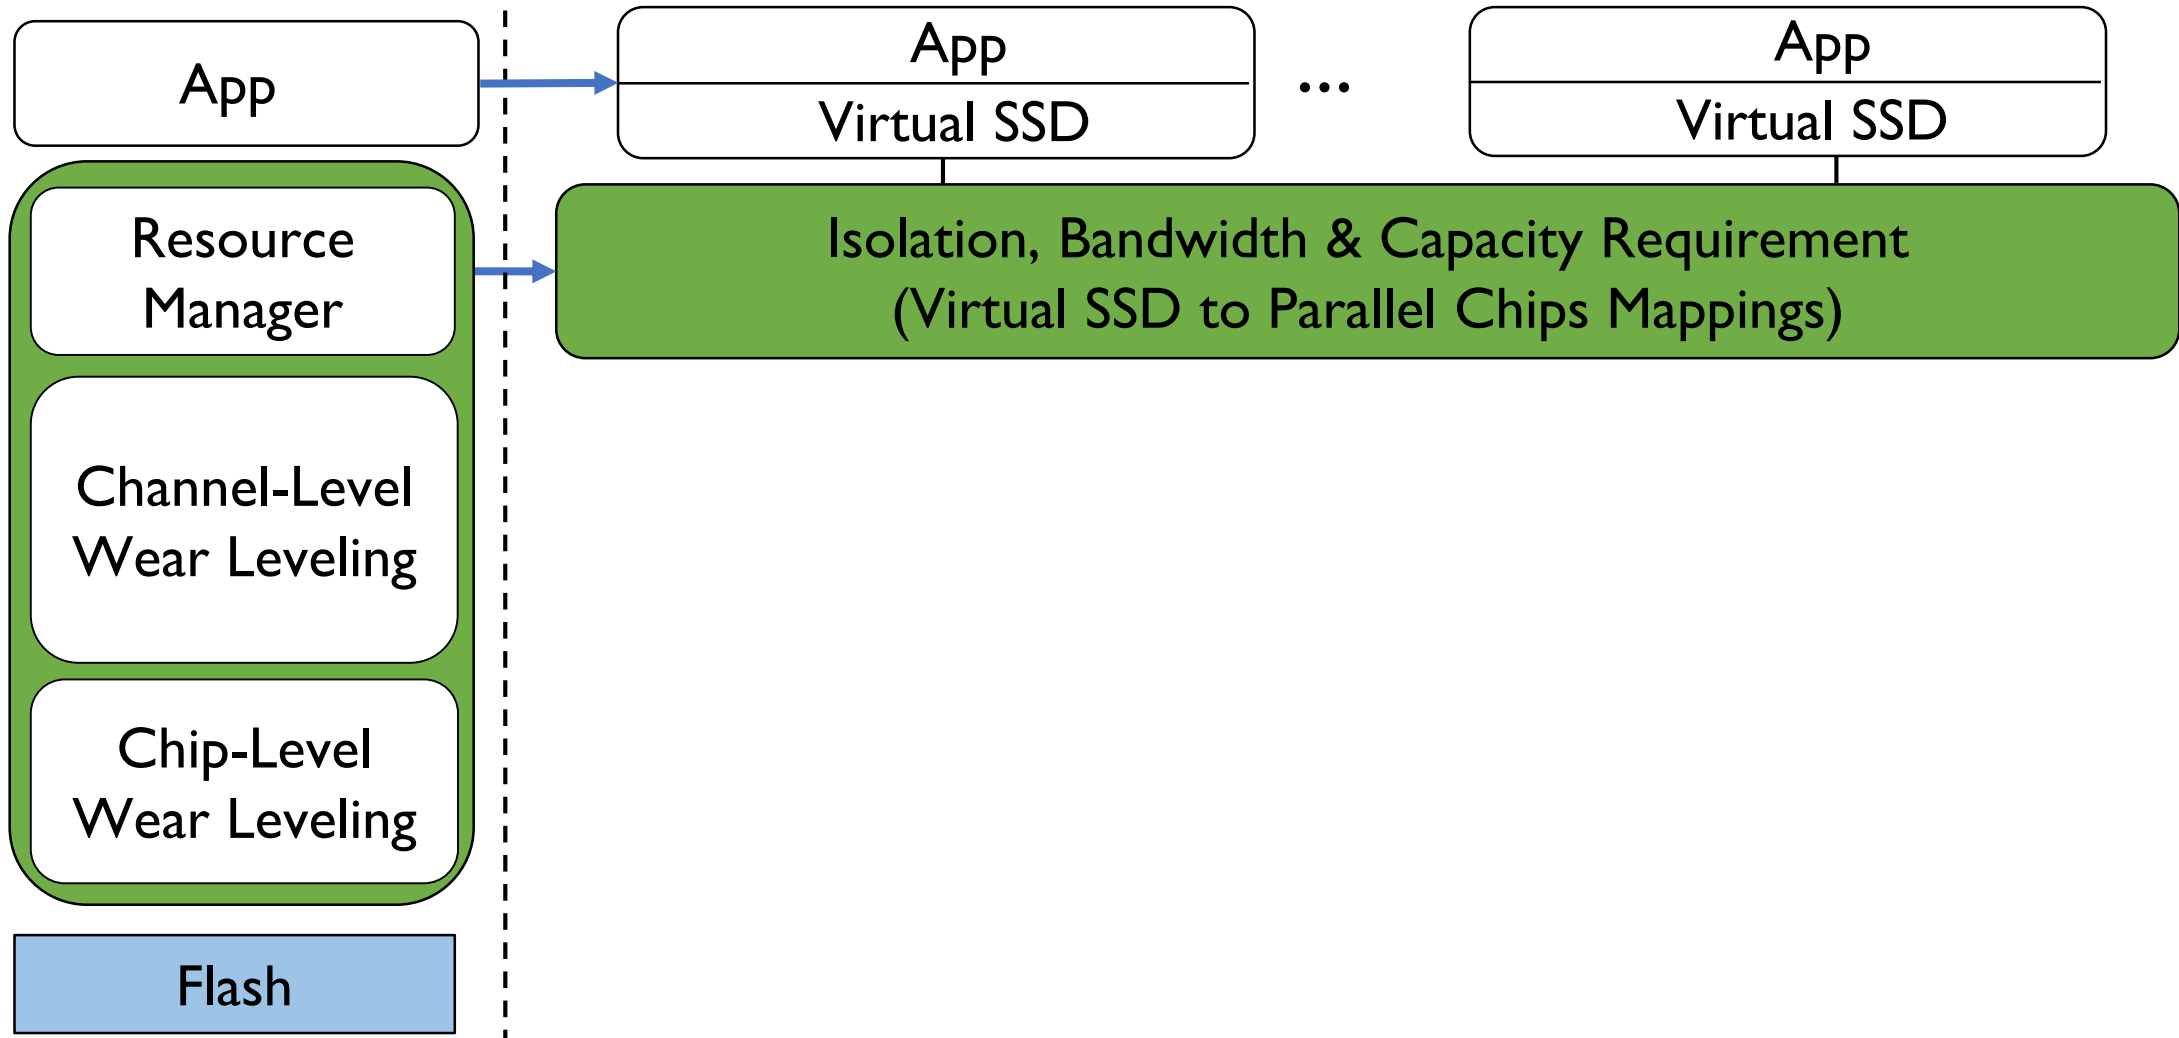 App
Resource
Manager
Channel-Level
Wear Leveling
Chip-Level
Wear Leveling
Flash
App
Virtual SSD
...
App
Virtual SSD
Isolation, Bandwidth & Capacity Requirement
(Virtual SSD to Parallel Chips Mappings)